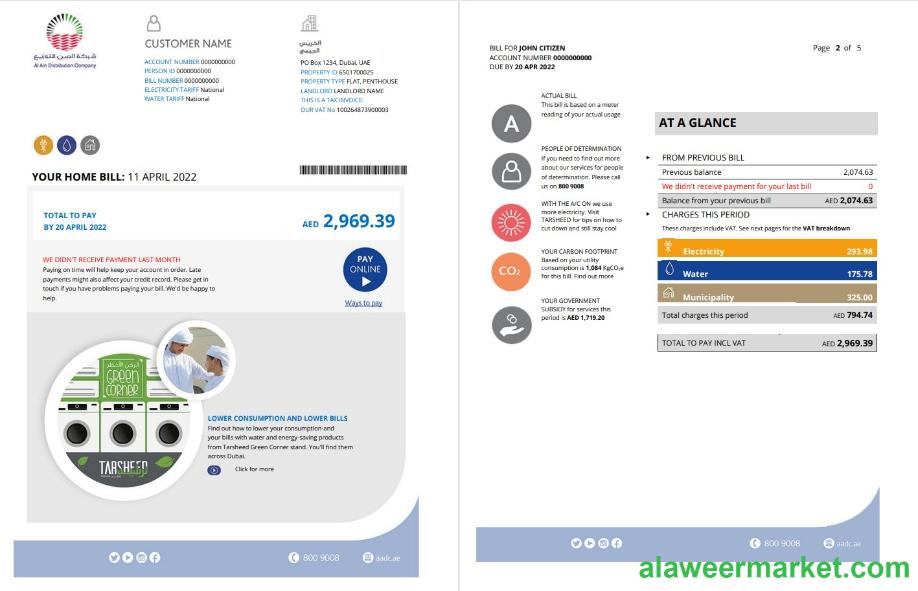 شركة العين للتوزيع
Al Ain Distribution Company
CUSTOMER NAME
ACCOUNT NUMBER 0000000000
PERSON ID 0000000000
BILL NUMBER 0000000000
ELECTRICITY TARIFF National
WATER TARIFF National
PO Box 1234, Dubai, UAE
PROPERTY ID 6501700025
PROPERTY TYPE FLAT, PENTHOUSE
LANDLORD LANDLORD NAME
THIS IS A TAX INVOICE:
OUR VAT No 100264873900003
YOUR HOME BILL: 11 APRIL 2022
TOTAL TO PAY
BY 20 APRIL 2022
AED 2,969.39
WE DIDN'T RECEIVE PAYMENT LAST MONTH
Paying on time will help keep your account in order. Late
payments might also affect your credit record. Please get in
touch if you have problems paying your bill. We'd be happy to
help.
PAY
ONLINE
Ways to pay
الركن الأخضر
GREEN
CORNER
TARSHEED
ترشيد
LOWER CONSUMPTION AND LOWER BILLS
Find out how to lower your consumption-and
your bills-with water and energy-saving products
from Tarsheed Green Corner stand. You'll find them
across Dubai.
Click for more
800 9008
aadc.ae
BILL FOR JOHN CITIZEN
ACCOUNT NUMBER 0000000000
DUE BY 20 APR 2022
Page 2 of 5
A
ACTUAL BILL
This bill is based on a meter
reading of your actual usage
PEOPLE OF DETERMINATION
If you need to find out more
about our services for people
of determination. Please call
us on 800 9008
WITH THE A/C ON we use
more electricity. Visit
TARSHEED for tips on how to
cut down and still stay cool
CO₂
YOUR CARBON FOOTPRINT
Based on your utility
consumption is 1,084 KgCO₂e
for this bill. Find out more
YOUR GOVERNMENT
SUBSIDY for services this
period is AED 1,719.20
AT A GLANCE
FROM PREVIOUS BILL
Previous balance 2,074.63
We didn't receive payment for your last bill 0
Balance from your previous bill AED 2,074.63
CHARGES THIS PERIOD
These charges include VAT. See next pages for the VAT breakdown
Electricity 293.98
Water 175.78
Municipality 325.00
Total charges this period AED 794.74
TOTAL TO PAY INCL VAT AED 2,969.39
800 9008
aadc.ae
alaweermarket.com